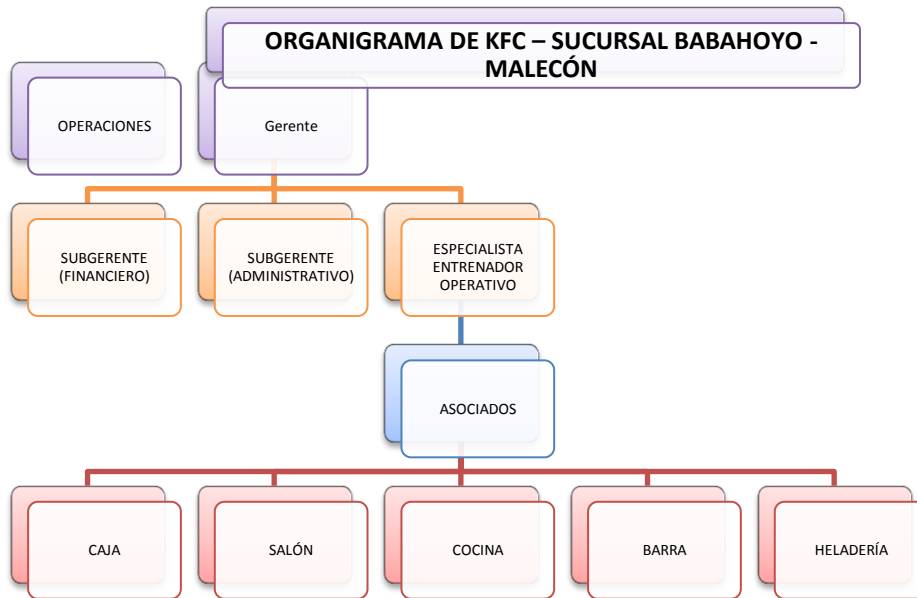 ORGANIGRAMA DE KFC – SUCURSAL BABAHOYO -
MALECÓN
OPERACIONES
Gerente
SUBGERENTE
(FINANCIERO)
SUBGERENTE
(ADMINISTRATIVO)
ESPECIALISTA
ENTRENADOR
OPERATIVO
ASOCIADOS
CAJA
SALÓN
COCINA
BARRA
HELADERÍA